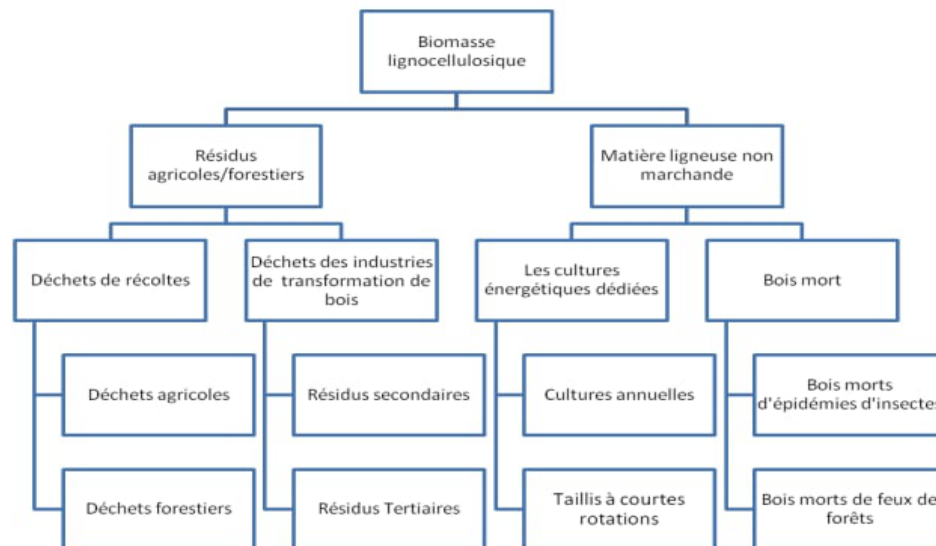 Biomasse
lignocellulosique
Résidus
agricoles/forestiers
Matière ligneuse non
marchande
Déchets de récoltes
Déchets des industries
de transformation de
bois
Les cultures
énergétiques dédiées
Bois mort
Déchets agricoles
Résidus secondaires
Cultures annuelles
Bois morts
d'épidémies d'insectes
Déchets forestiers
Résidus Tertiaires
Taillis à courtes
rotations
Bois morts de feux de
forêts